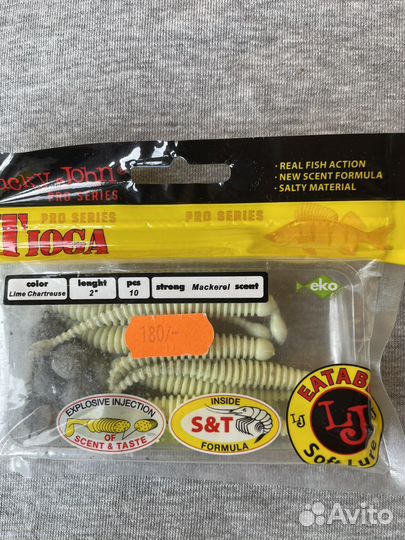 ucky John
PRO SERIES
· REAL FISH ACTION
· NEW SCENT FORMULA
· SALTY MATERIAL
PRO SERIES
PRO SERIES
TIOGA
color
Lime Chartreuse
lenght
2"
pcs
10
strong Mackerel scent
eko
180/-
EXPLOSIVE INJECTION
OF
SCENT & TASTE
INSIDE
S&T
FORMULA
EATAB
LJ
LJ
Soft Lure
Avito